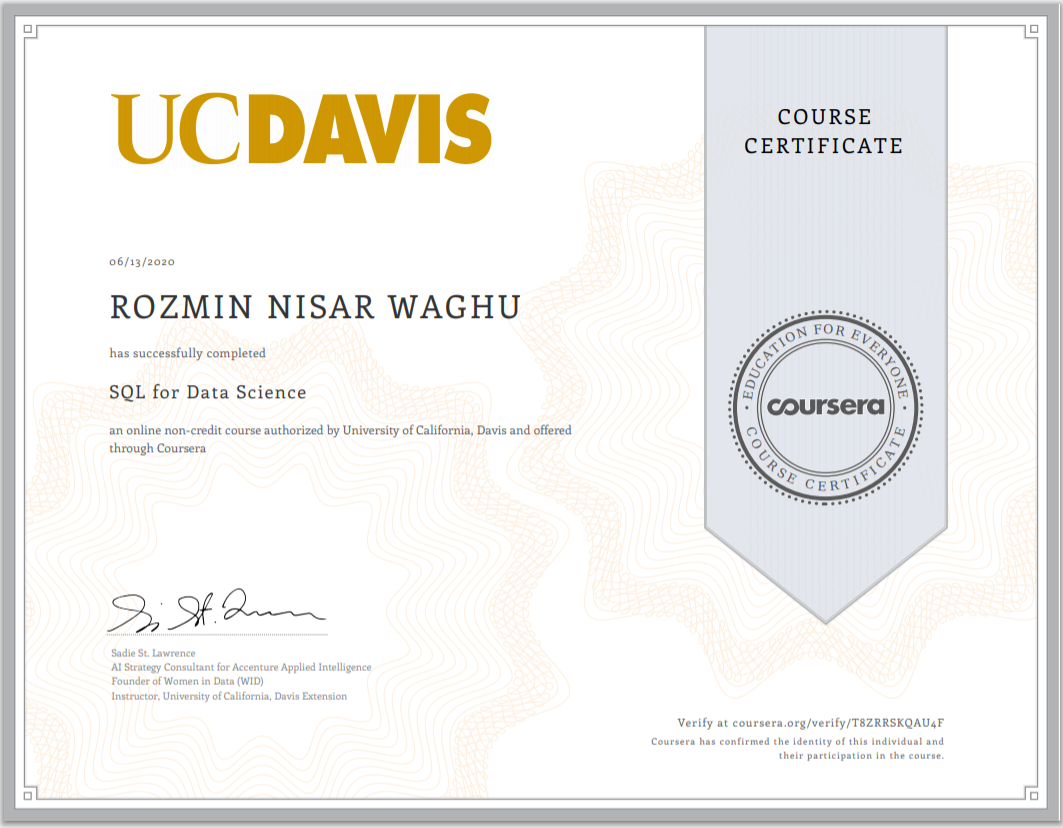 UCDAVIS
COURSE
CERTIFICATE
06/13/2020
ROZMIN NISAR WAGHU
has successfully completed
SQL for Data Science
an online non-credit course authorized by University of California, Davis and offered
through Coursera
EDUCATION FOR EVERYONE
coursera
COURSE CERTIFICATE
Sadie St. Lawrence
AI Strategy Consultant for Accenture Applied Intelligence
Founder of Women in Data (WID)
Instructor, University of California, Davis Extension
Verify at coursera.org/verify/T8ZRRSKQAU4F
Coursera has confirmed the identity of this individual and
their participation in the course.